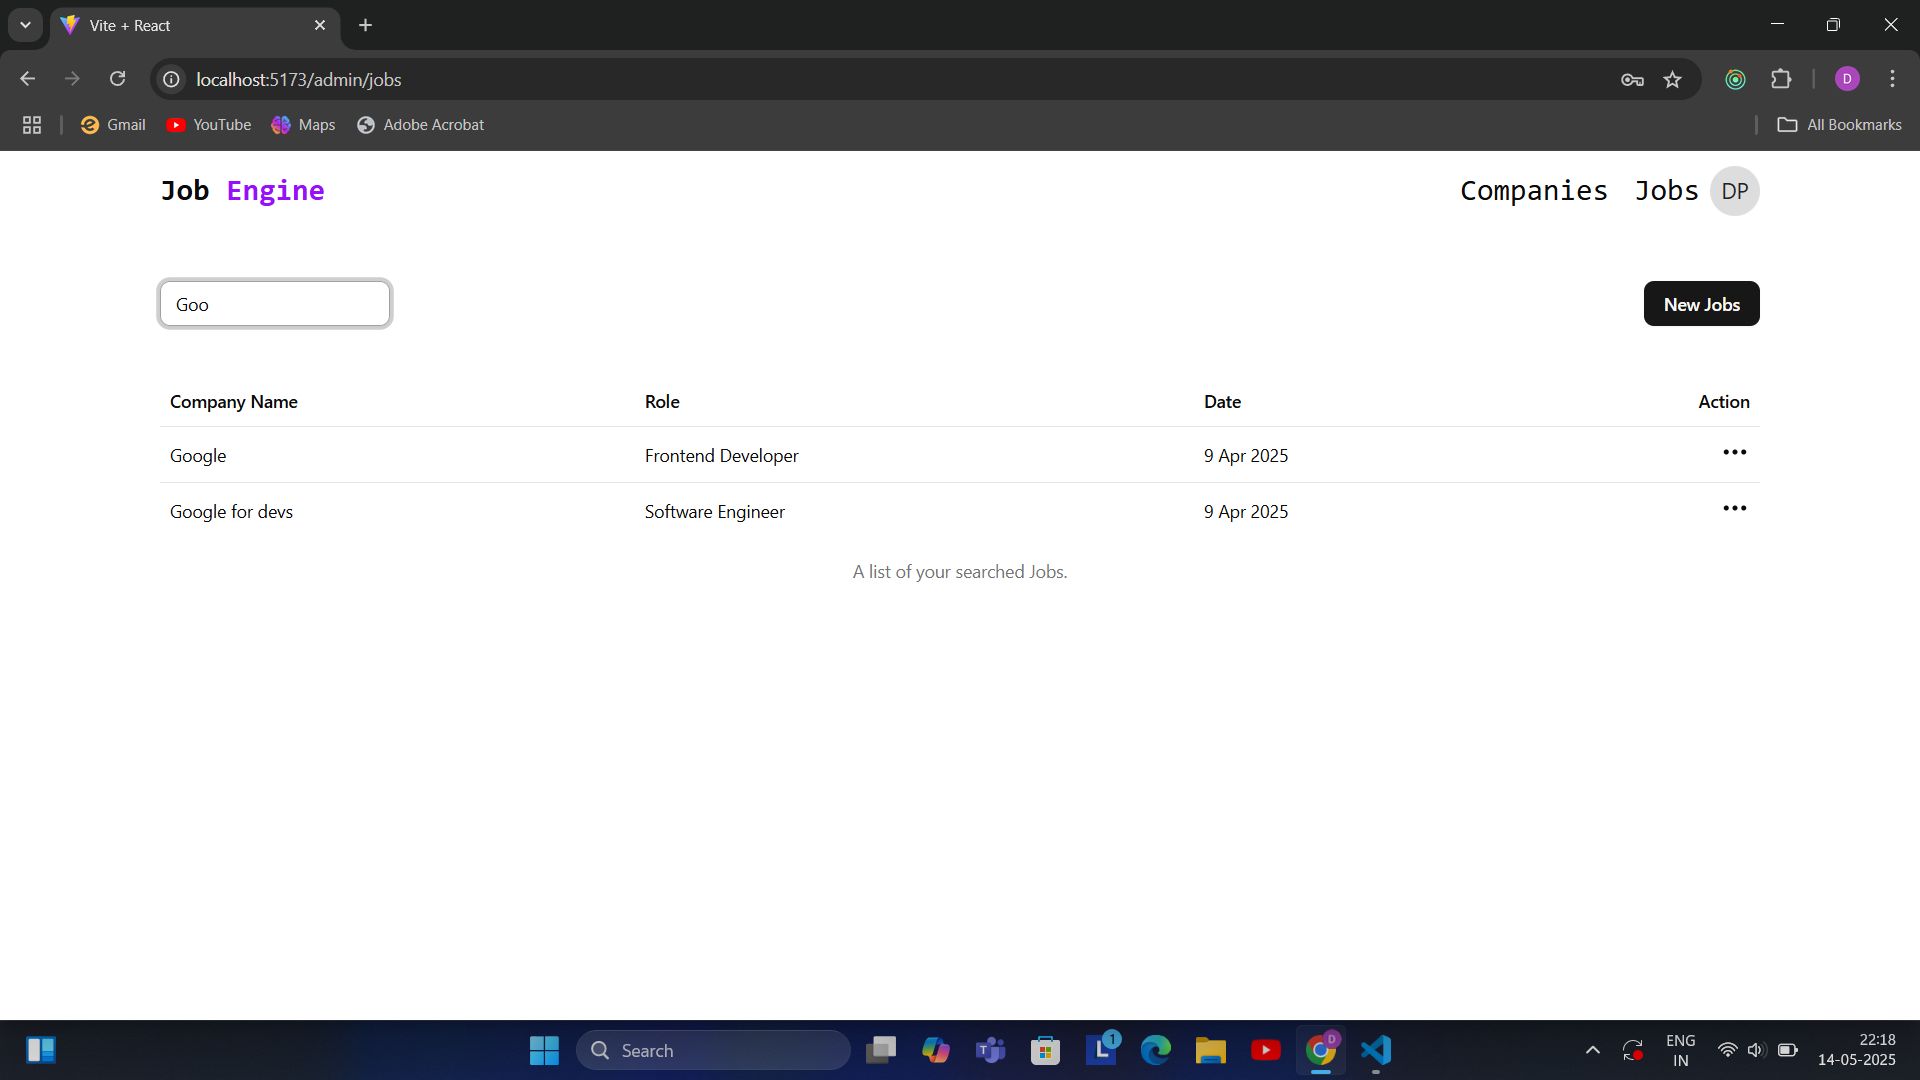 Vite + React
localhost:5173/admin/jobs
D
Gmail
YouTube
Maps
Adobe Acrobat
All Bookmarks
Job Engine
Companies Jobs DP
Goo
New Jobs
Company Name Role Date Action
Google Frontend Developer 9 Apr 2025
Google for devs Software Engineer 9 Apr 2025
A list of your searched Jobs.
Search
T
L
1
D
ENG
IN
22:18
14-05-2025